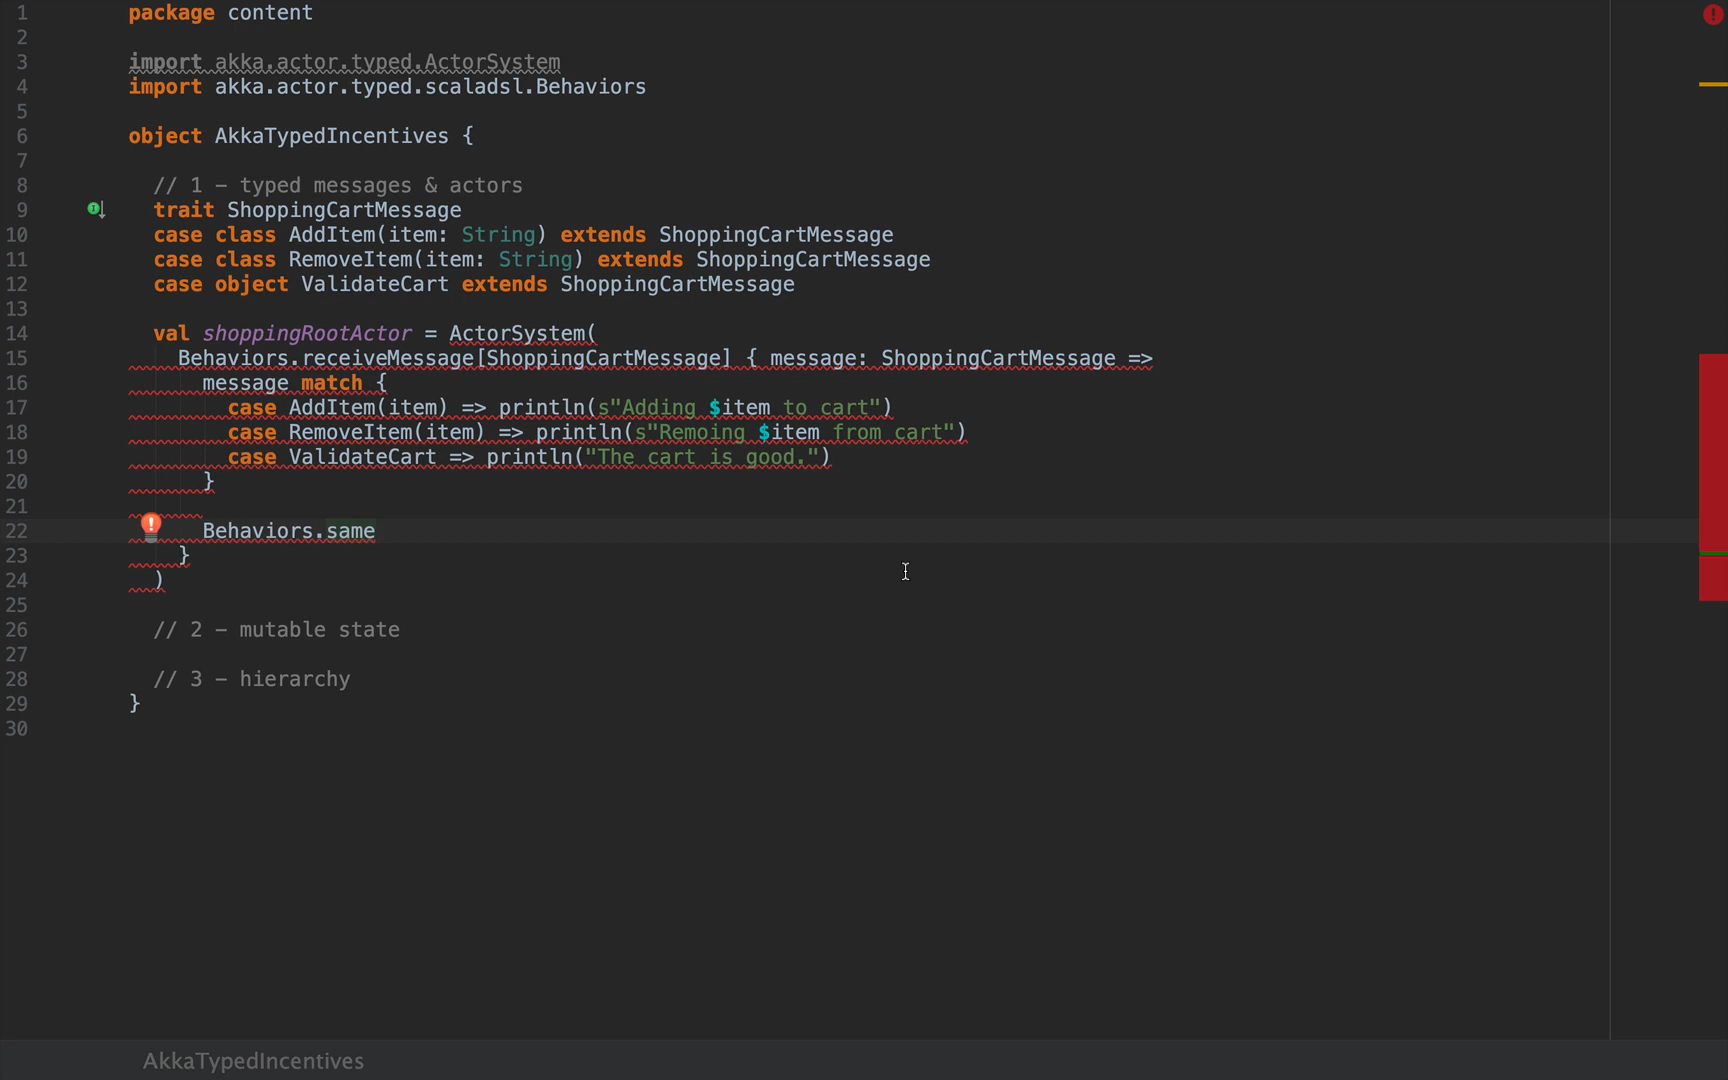 1 package content
2
3 import akka.actor.typed.ActorSystem
4 import akka.actor.typed.scaladsl.Behaviors
5
6 object AkkaTypedIncentives {
7
8 // 1 – typed messages & actors
9 trait ShoppingCartMessage
10 case class AddItem(item: String) extends ShoppingCartMessage
11 case class RemoveItem(item: String) extends ShoppingCartMessage
12 case object ValidateCart extends ShoppingCartMessage
13
14 val shoppingRootActor = ActorSystem(
15 Behaviors.receiveMessage[ShoppingCartMessage] { message: ShoppingCartMessage =>
16 message match {
17 case AddItem(item) => println(s"Adding $item to cart")
18 case RemoveItem(item) => println(s"Remoing $item from cart")
19 case ValidateCart => println("The cart is good.")
20 }
21
22 Behaviors.same
23 }
24 )
25
26 // 2 – mutable state
27
28 // 3 – hierarchy
29 }
30
AkkaTypedIncentives